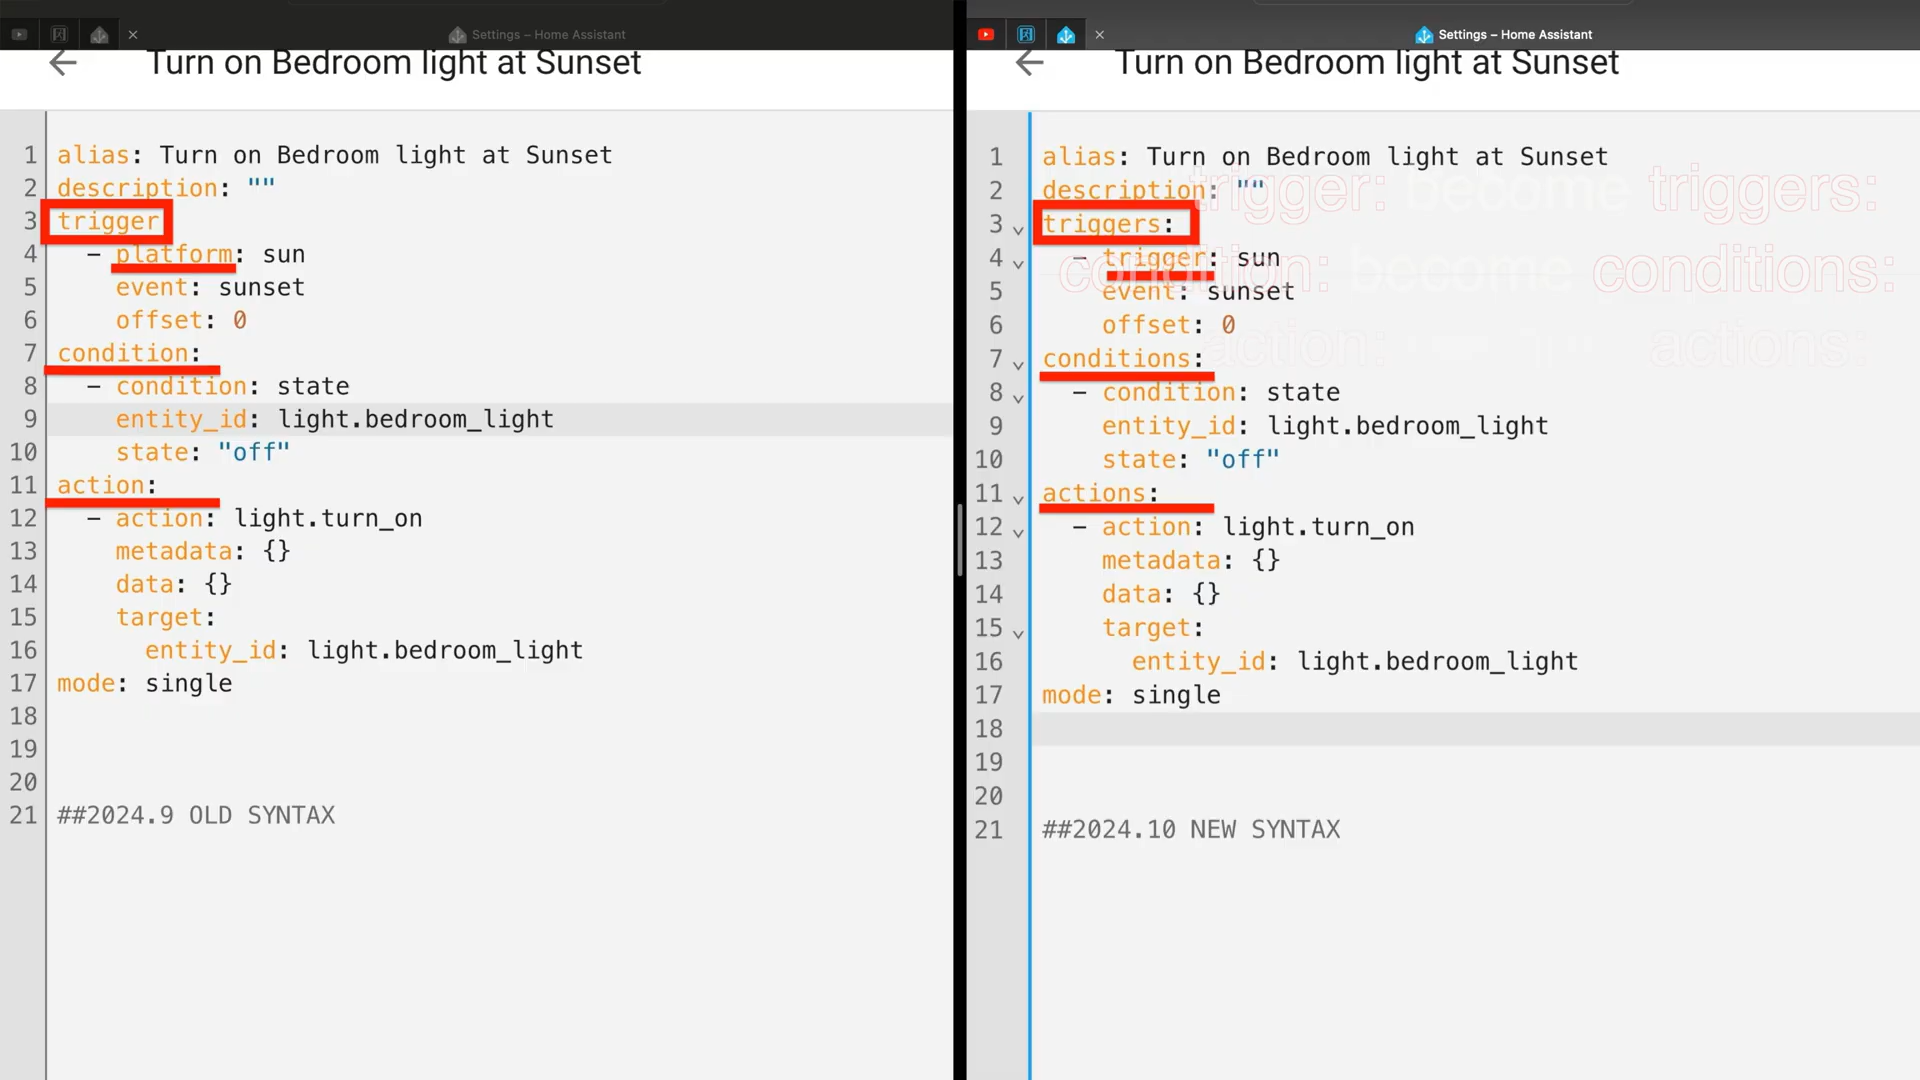 Settings – Home Assistant
Turn on Bedroom light at Sunset
1 alias: Turn on Bedroom light at Sunset
2 description: ""
3 trigger
4 - platform: sun
5 event: sunset
6 offset: 0
7 condition:
8 - condition: state
9 entity_id: light.bedroom_light
10 state: "off"
11 action:
12 - action: light.turn_on
13 metadata: {}
14 data: {}
15 target:
16 entity_id: light.bedroom_light
17 mode: single
18
19
20
21 ##2024.9 OLD SYNTAX
Settings – Home Assistant
Turn on Bedroom light at Sunset
1 alias: Turn on Bedroom light at Sunset
2 description: ""
3 triggers:
4 - trigger: sun
5 event: sunset
6 offset: 0
7 conditions:
8 - condition: state
9 entity_id: light.bedroom_light
10 state: "off"
11 actions:
12 - action: light.turn_on
13 metadata: {}
14 data: {}
15 target:
16 entity_id: light.bedroom_light
17 mode: single
18
19
20
21 ##2024.10 NEW SYNTAX
trigger: become triggers:
condition: become conditions:
action: actions: